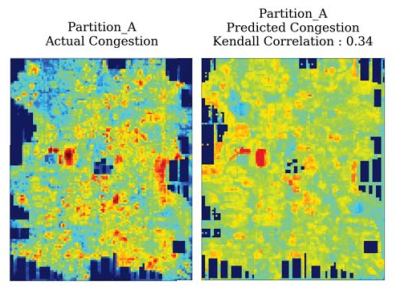 Partition_A
Actual Congestion
Partition_A
Predicted Congestion
Kendall Correlation : 0.34